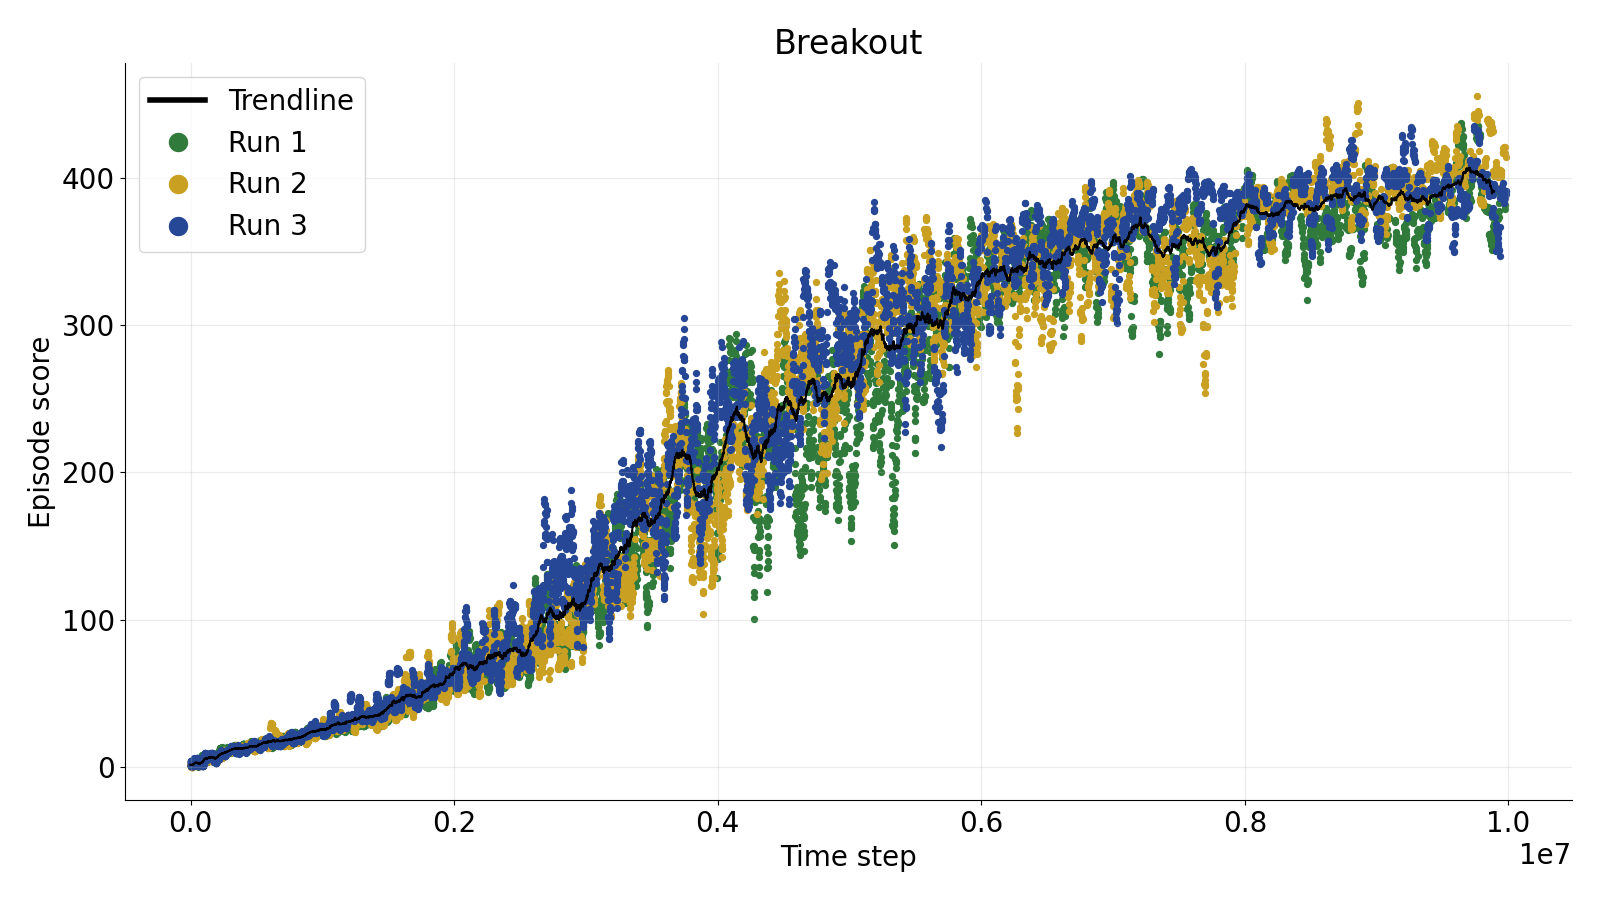 Breakout
Trendline
Run 1
Run 2
Run 3
Episode score
400
300
200
100
0
0.0 0.2 0.4 0.6 0.8 1.0
1e7
Time step